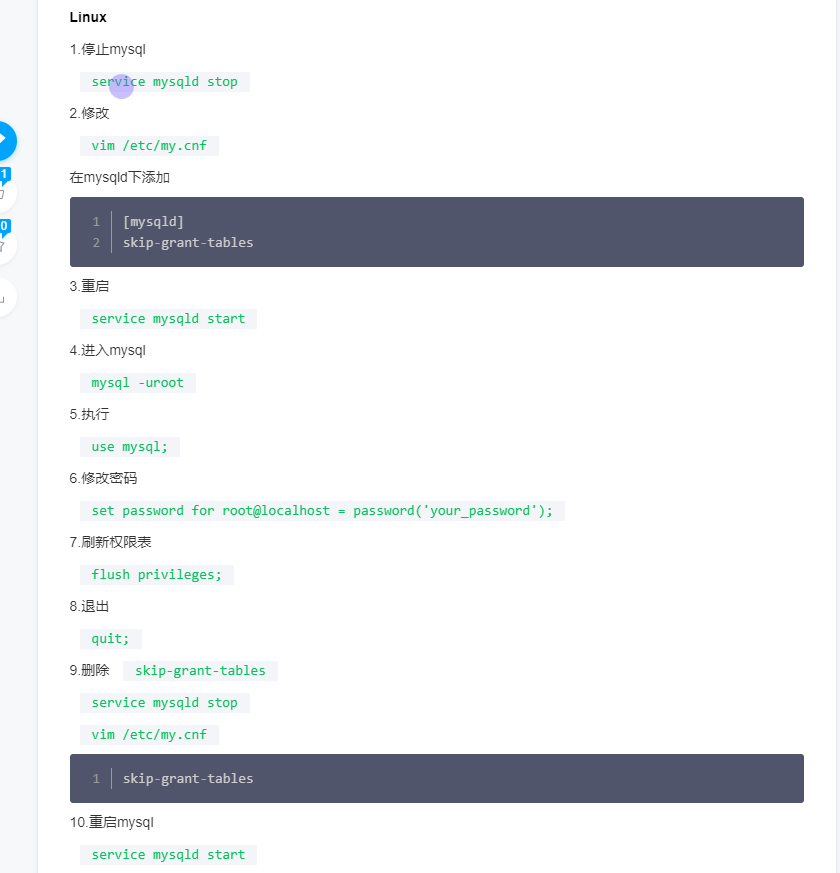 Linux
1.停止mysql
service mysqld stop
2.修改
vim /etc/my.cnf
1
在mysqld下添加
1 [mysqld]
0
2 skip-grant-tables
3.重启
service mysqld start
4.进入mysql
mysql -uroot
5.执行
use mysql;
6.修改密码
set password for root@localhost = password('your_password');
7.刷新权限表
flush privileges;
8.退出
quit;
9.删除 skip-grant-tables
service mysqld stop
vim /etc/my.cnf
1 skip-grant-tables
10.重启mysql
service mysqld start